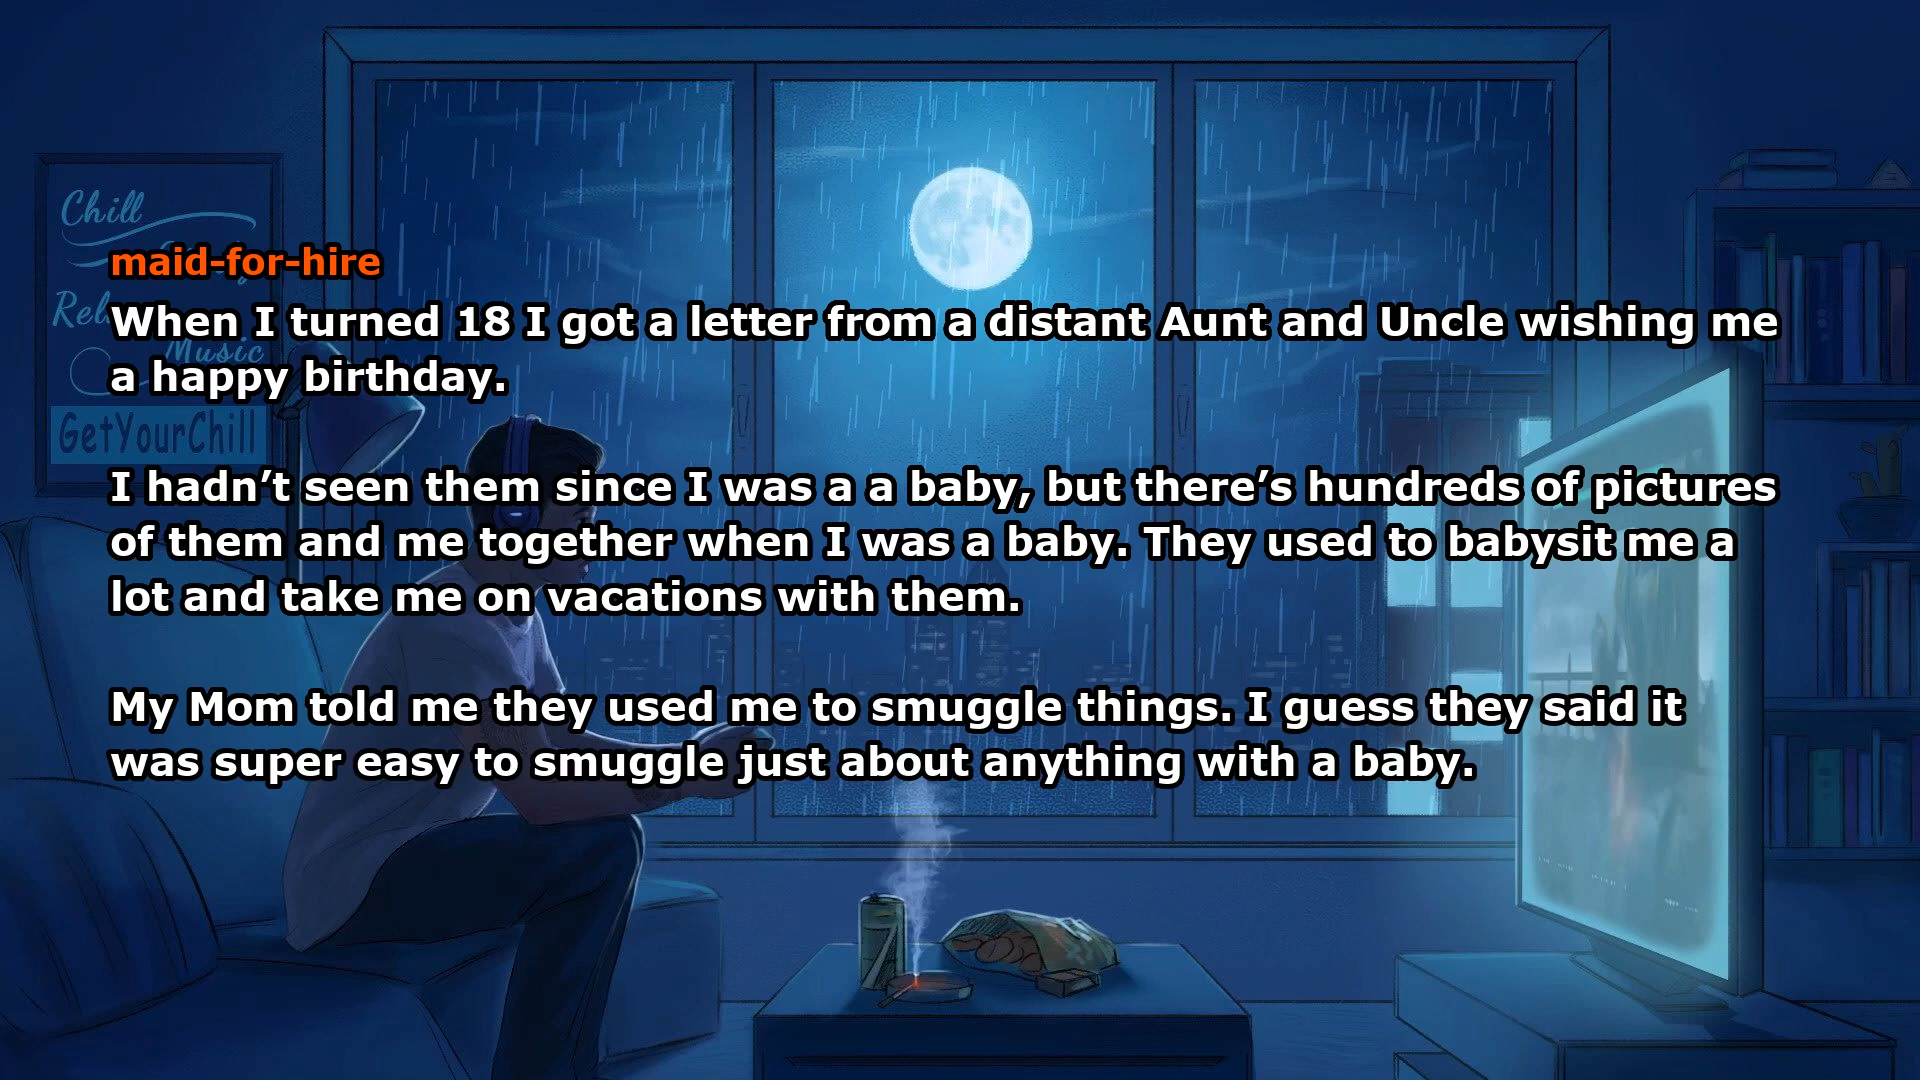 Chill
maid-for-hire
When I turned 18 I got a letter from a distant Aunt and Uncle wishing me
a happy birthday.
Music
GetYourChill
I hadn’t seen them since I was a a baby, but there’s hundreds of pictures
of them and me together when I was a baby. They used to babysit me a
lot and take me on vacations with them.
My Mom told me they used me to smuggle things. I guess they said it
was super easy to smuggle just about anything with a baby.